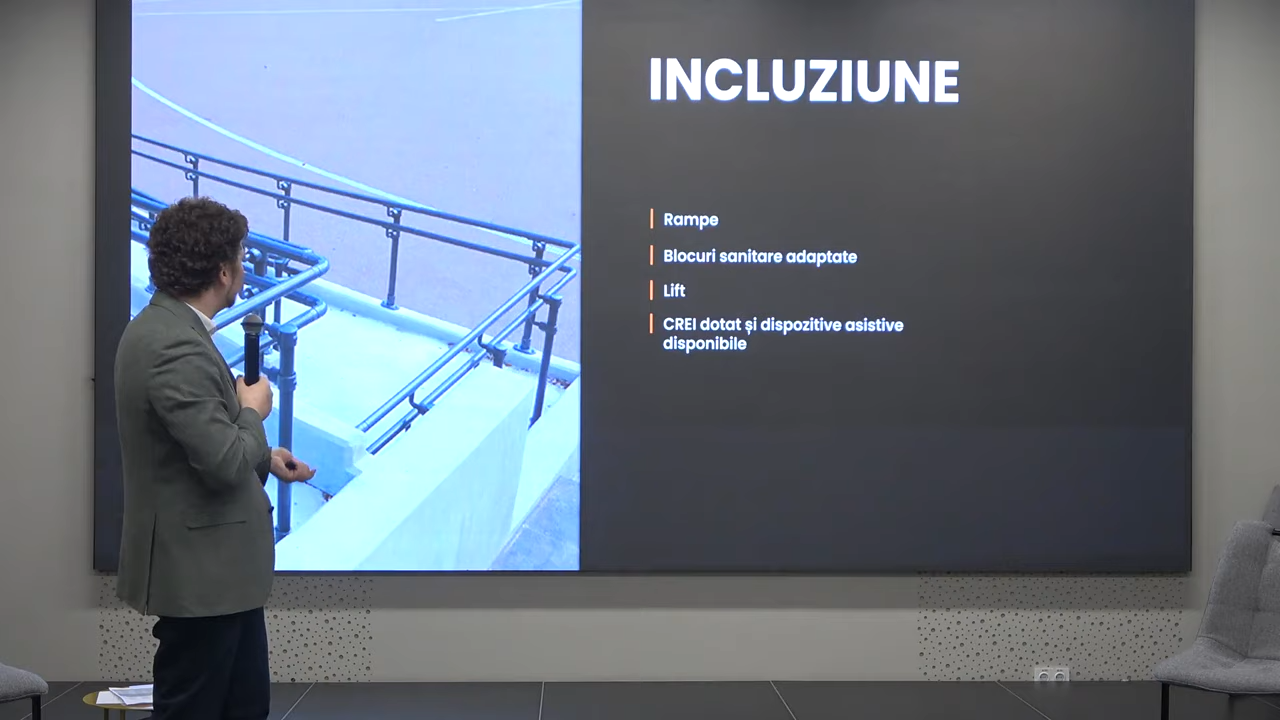 INCLUZIUNE
Rampe
Blocuri sanitare adaptate
Lift
CREI dotat și dispozitive asistive
disponibile